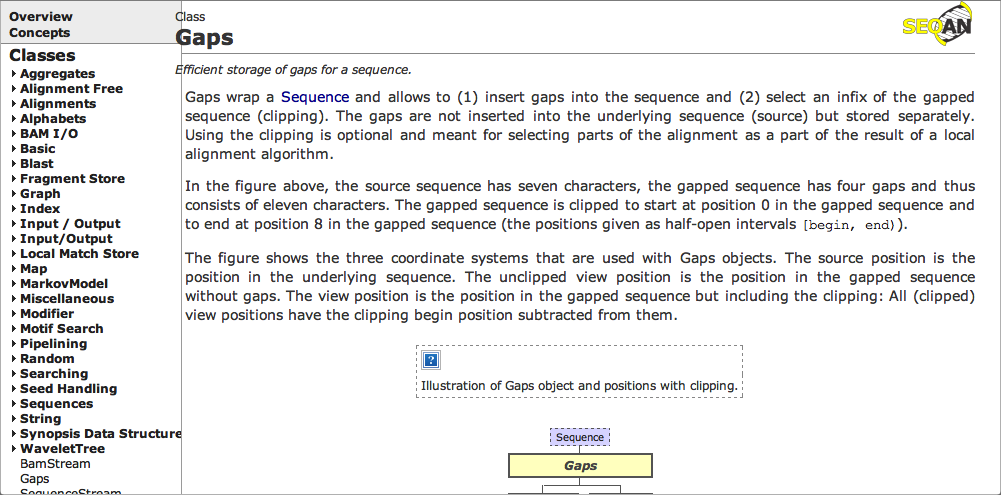 Overview
Concepts
Classes
Aggregates
Alignment Free
Alignments
Alphabets
BAM I/O
Basic
Blast
Fragment Store
Graph
Index
Input / Output
Input/Output
Local Match Store
Map
MarkovModel
Miscellaneous
Modifier
Motif Search
Pipelining
Random
Searching
Seed Handling
Sequences
String
Synopsis Data Structure
WaveletTree
BamStream
Gaps
SequenceStream
Class
Gaps
SEQAN
Efficient storage of gaps for a sequence.
Gaps wrap a Sequence and allows to (1) insert gaps into the sequence and (2) select an infix of the gapped
sequence (clipping). The gaps are not inserted into the underlying sequence (source) but stored separately.
Using the clipping is optional and meant for selecting parts of the alignment as a part of the result of a local
alignment algorithm.
In the figure above, the source sequence has seven characters, the gapped sequence has four gaps and thus
consists of eleven characters. The gapped sequence is clipped to start at position 0 in the gapped sequence and
to end at position 8 in the gapped sequence (the positions given as half-open intervals [begin, end)).
The figure shows the three coordinate systems that are used with Gaps objects. The source position is the
position in the underlying sequence. The unclipped view position is the position in the gapped sequence
without gaps. The view position is the position in the gapped sequence but including the clipping: All (clipped)
view positions have the clipping begin position subtracted from them.
?
Illustration of Gaps object and positions with clipping.
Sequence
Gaps